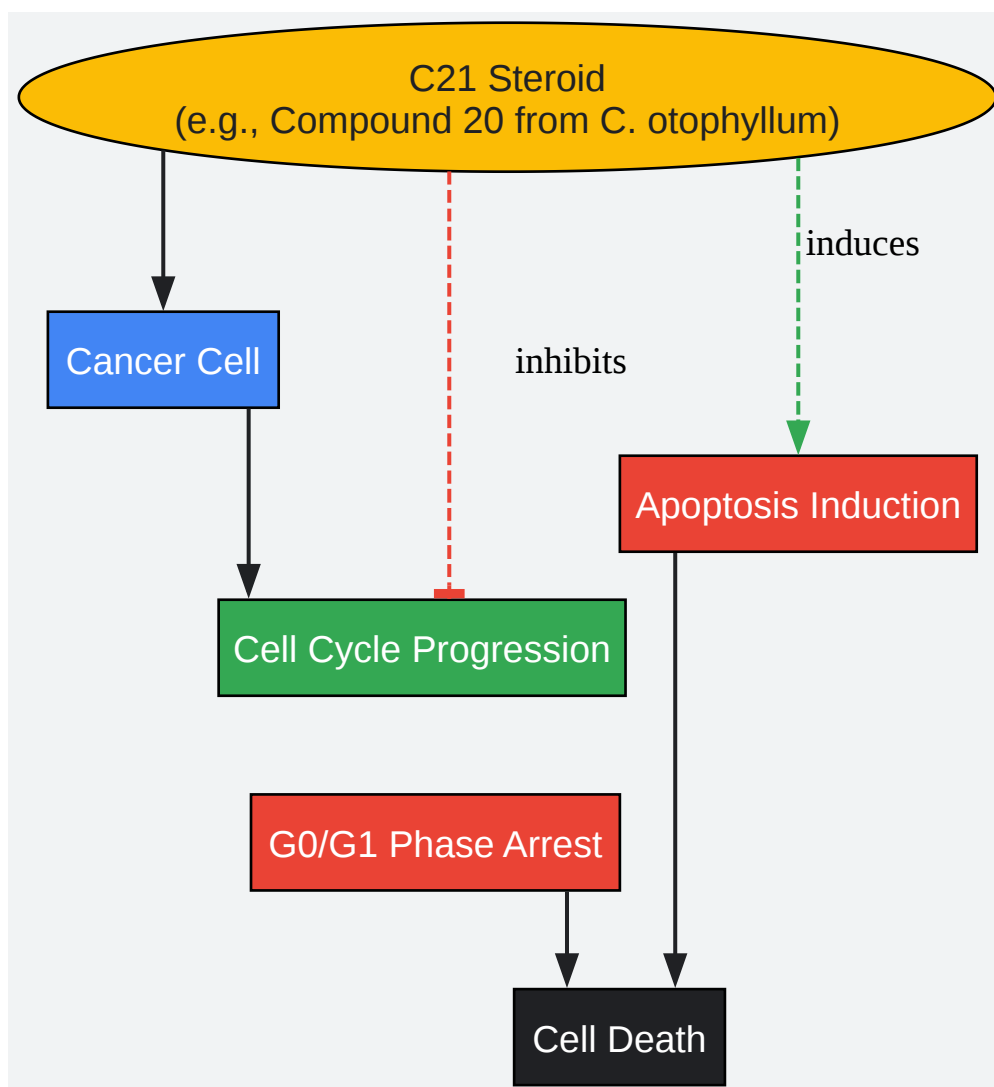 C21 Steroid
(e.g., Compound 20 from C. otophyllum)
induces
inhibits
Cancer Cell
Apoptosis Induction
Cell Cycle Progression
G0/G1 Phase Arrest
Cell Death